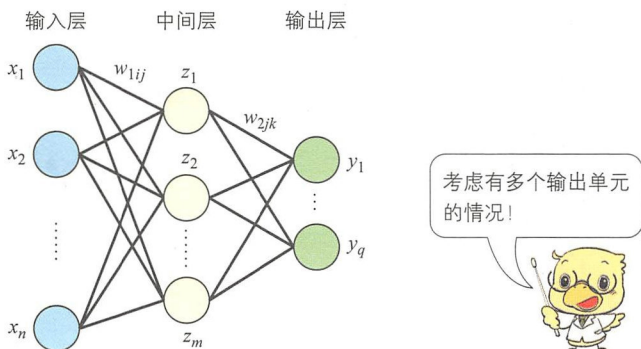 输入层 中间层 输出层
x1 w1ij z1
w2jk
x2 z2 y1
考虑有多个输出单元
的情况！
yq
xn zm